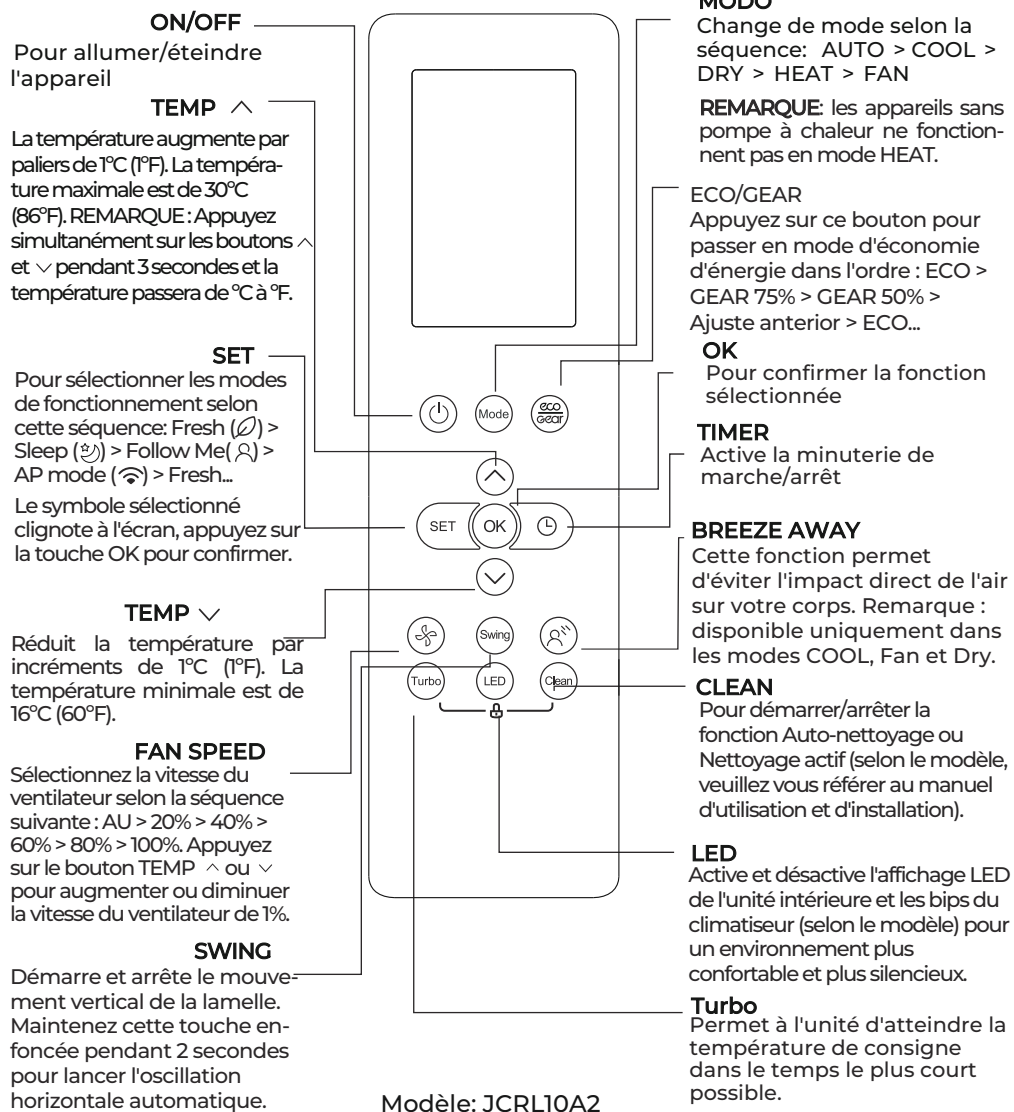 ON/OFF
Pour allumer/éteindre
l'appareil
TEMP ^
La température augmente par
paliers de 1°C (1°F). La tempéra-
ture maximale est de 30°C
(86°F). REMARQUE : Appuyez
simultanément sur les boutons ^
et ∨ pendant 3 secondes et la
température passera de °C à °F.
SET
Pour sélectionner les modes
de fonctionnement selon
cette séquence: Fresh ( ) >
Sleep ( ) > Follow Me( ) >
AP mode ( ) > Fresh...
Le symbole sélectionné
clignote à l'écran, appuyez sur
la touche OK pour confirmer.
TEMP ∨
Réduit la température par
incréments de 1°C (1°F). La
température minimale est de
16°C (60°F).
FAN SPEED
Sélectionnez la vitesse du
ventilateur selon la séquence
suivante : AU > 20% > 40% >
60% > 80% > 100%. Appuyez
sur le bouton TEMP ^ ou ∨
pour augmenter ou diminuer
la vitesse du ventilateur de 1%.
SWING
Démarre et arrête le mouve-
ment vertical de la lamelle.
Maintenez cette touche en-
foncée pendant 2 secondes
pour lancer l'oscillation
horizontale automatique.
Mode
eco
Gear
SET
OK
Swing
Turbo
LED
Clean
Modèle: JCRL10A2
MODO
Change de mode selon la
séquence: AUTO > COOL >
DRY > HEAT > FAN
REMARQUE: les appareils sans
pompe à chaleur ne fonction-
nent pas en mode HEAT.
ECO/GEAR
Appuyez sur ce bouton pour
passer en mode d'économie
d'énergie dans l'ordre : ECO >
GEAR 75% > GEAR 50% >
Ajuste anterior > ECO...
OK
Pour confirmer la fonction
sélectionnée
TIMER
Active la minuterie de
marche/arrêt
BREEZE AWAY
Cette fonction permet
d'éviter l'impact direct de l'air
sur votre corps. Remarque :
disponible uniquement dans
les modes COOL, Fan et Dry.
CLEAN
Pour démarrer/arrêter la
fonction Auto-nettoyage ou
Nettoyage actif (selon le modèle,
veuillez vous référer au manuel
d'utilisation et d'installation).
LED
Active et désactive l'affichage LED
de l'unité intérieure et les bips du
climatiseur (selon le modèle) pour
un environnement plus
confortable et plus silencieux.
Turbo
Permet à l'unité d'atteindre la
température de consigne
dans le temps le plus court
possible.